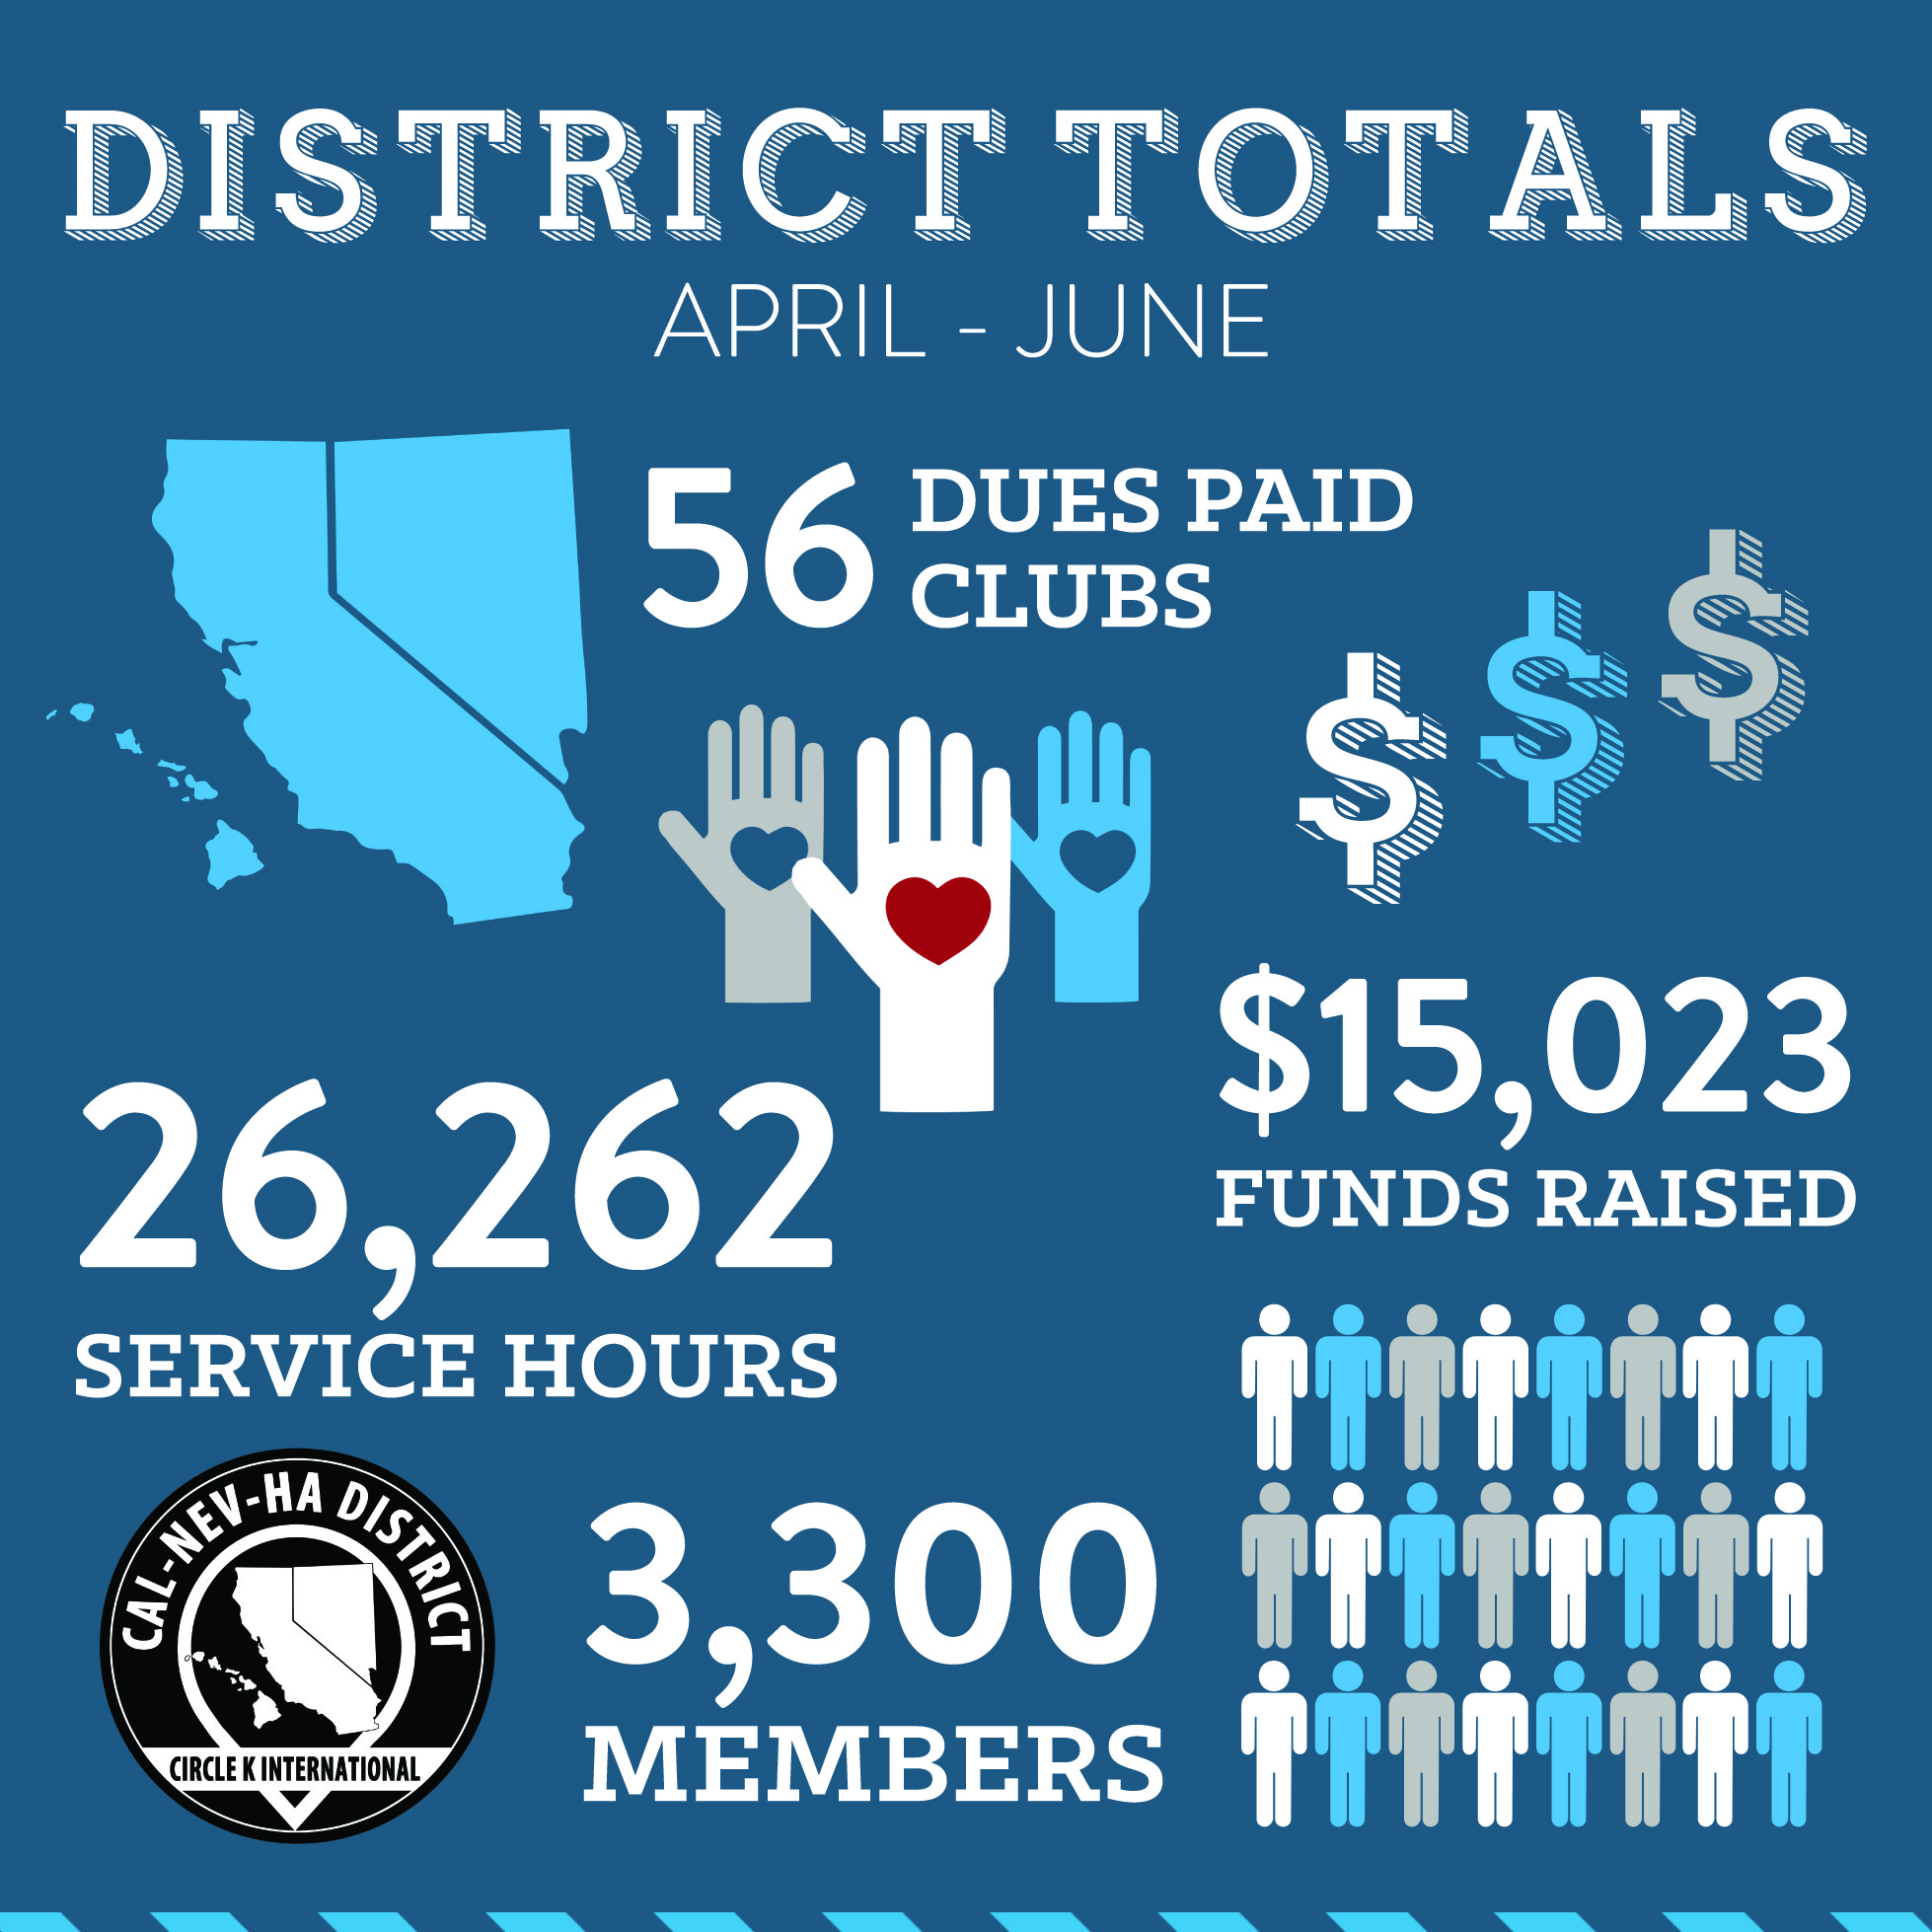 DISTRICT TOTALS
APRIL - JUNE
56 DUES PAID
CLUBS
$ $ $
$15,023
FUNDS RAISED
26,262
SERVICE HOURS
3,300
MEMBERS
CAL-NEV-HA DISTRICT
CIRCLE K INTERNATIONAL